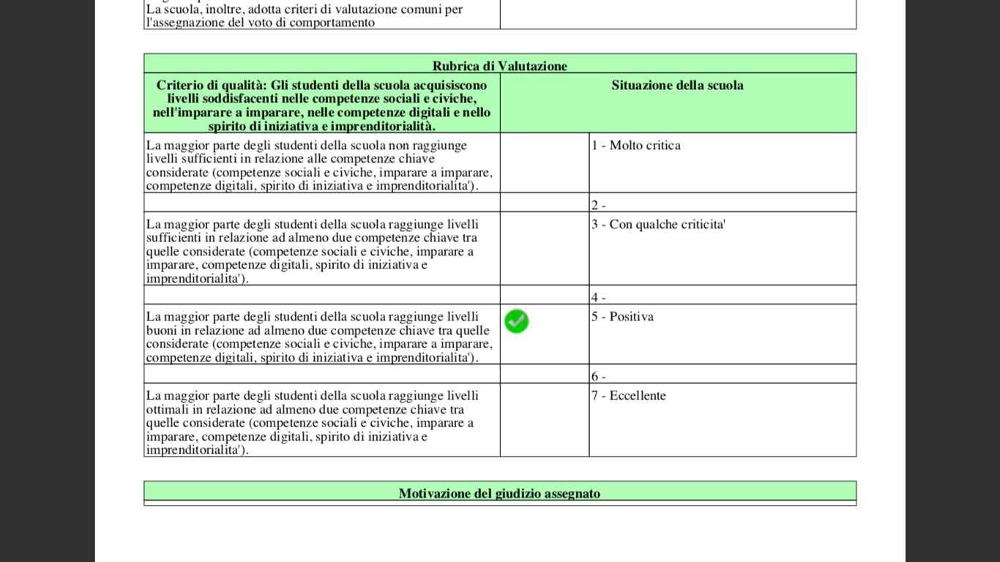 La scuola, inoltre, adotta criteri di valutazione comuni per
l'assegnazione del voto di comportamento
Rubrica di Valutazione
Criterio di qualità: Gli studenti della scuola acquisiscono
livelli soddisfacenti nelle competenze sociali e civiche,
nell'imparare a imparare, nelle competenze digitali e nello
spirito di iniziativa e imprenditorialità.
Situazione della scuola
La maggior parte degli studenti della scuola non raggiunge
livelli sufficienti in relazione alle competenze chiave
considerate (competenze sociali e civiche, imparare a imparare,
competenze digitali, spirito di iniziativa e imprenditorialita').
1 - Molto critica
2 -
La maggior parte degli studenti della scuola raggiunge livelli
sufficienti in relazione ad almeno due competenze chiave tra
quelle considerate (competenze sociali e civiche, imparare a
imparare, competenze digitali, spirito di iniziativa e
imprenditorialita').
3 - Con qualche criticita'
4 -
La maggior parte degli studenti della scuola raggiunge livelli
buoni in relazione ad almeno due competenze chiave tra quelle
considerate (competenze sociali e civiche, imparare a imparare,
competenze digitali, spirito di iniziativa e imprenditorialita').
5 - Positiva
6 -
La maggior parte degli studenti della scuola raggiunge livelli
ottimali in relazione ad almeno due competenze chiave tra
quelle considerate (competenze sociali e civiche, imparare a
imparare, competenze digitali, spirito di iniziativa e
imprenditorialita').
7 - Eccellente
Motivazione del giudizio assegnato